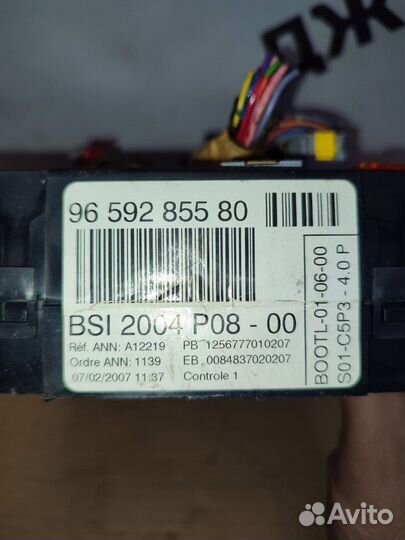 ЖД
96 592 855 80
BSI 2004 P08 - 00
Réf. ANN: A12219 PB 1256777010207
Ordre ANN: 1139 EB 0084837020207
07/02/2007 11:37 Controle 1
BOOTL-01-06-00
S01-C5P3 - 4.0 P
Avito